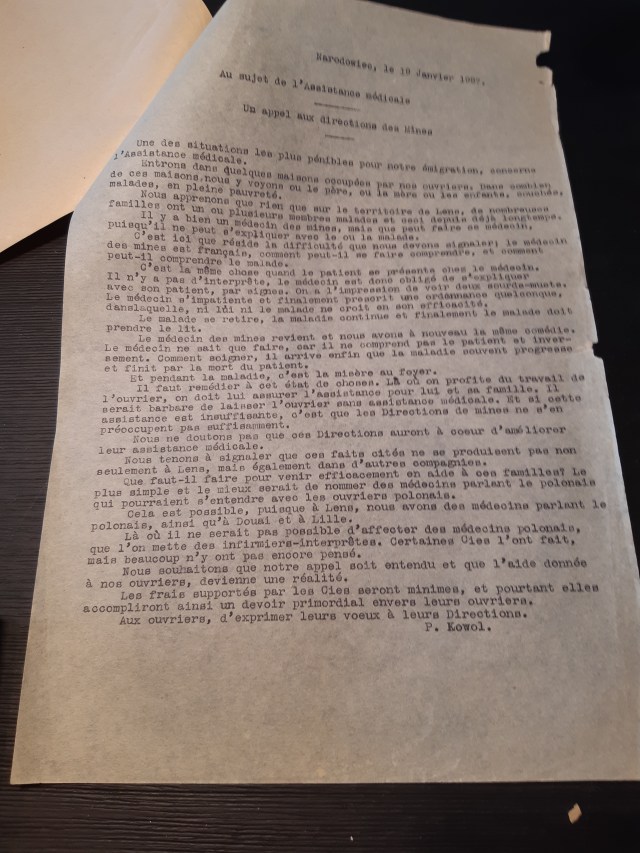 Narodowiec, le 19 Janvier 192?.
Au sujet de l'Assistance médicale
Un appel aux directions des Mines
Une des situations les plus pénibles pour notre émigration, concerne
l'Assistance médicale.
Entrons dans quelques maisons occupées par nos ouvriers. Dans combien
de ces maisons,nous y voyons ou le père, ou la mère ou les enfants, couchés,
malades, en pleine pauvreté.
Nous apprenons que rien que sur le territoire de Lens, de nombreuses
familles ont un ou plusieurs membres malades et ceci depuis déjà longtemps.
Il y a bien un médecin des mines, mais que peut faire se médecin,
puisqu'il ne peut s'expliquer avec le ou la malade.
C'est ici que réside la difficulté que nous devons signaler; le médecin
des mines est français, comment peut-il se faire comprendre, et comment
peut-il comprendre le malade.
C'est la même chose quand le patient se présente chez le médecin.
Il n'y a pas d'interprète, le médecin est donc obligé de s'expliquer
avec son patient, par signes. On a l'impression de voir deux sourds-muets.
Le médecin s'impatiente et finalement prescrit une ordonnance quelconque,
danslaquelle, ni lui ni le malade ne croit en son efficacité.
Le malade se retire, la maladie continue et finalement le malade doit
prendre le lit.
Le médecin des mines revient et nous avons à nouveau la même comédie.
Le médecin ne sait que faire, car il ne comprend pas le patient et inver-
sement. Comment soigner, il arrive enfin que la maladie souvent progresse
et finit par la mort du patient.
Et pendant la maladie, c'est la misère au foyer.
Il faut remédier à cet état de choses. Là où on profite du travail de
l'ouvrier, on doit lui assurer l'assistance pour lui et sa famille. Il
serait barbare de laisser l'ouvrier sans assistance médicale. Et si cette
assistance est insuffisante, c'est que les Directions de mines ne s'en
préoccupent pas suffisamment.
Nous ne doutons pas que ces Directions auront à coeur d'améliorer
leur assistance médicale.
Nous tenons à signaler que ces faits cités ne se produisent pas non
seulement à Lens, mais également dans d'autres compagnies.
Que faut-il faire pour venir efficacement en aide à ces familles? Le
plus simple et le mieux serait de nommer des médecins parlant le polonais
qui pourraient s'entendre avec les ouvriers polonais.
Cela est possible, puisque à Lens, nous avons des médecins parlant le
polonais, ainsi qu'à Douai et à Lille.
Là où il ne serait pas possible d'affecter des médecins polonais,
que l'on mette des infirmiers-interprètes. Certaines Cies l'ont fait,
mais beaucoup n'y ont pas encore pensé.
Nous souhaitons que notre appel soit entendu et que l'aide donnée
à nos ouvriers, devienne une réalité.
Les frais supportés par les Cies seront minimes, et pourtant elles
accompliront ainsi un devoir primordial envers leurs ouvriers.
Aux ouvriers, d'exprimer leurs voeux à leurs Directions.
P. Kowol.